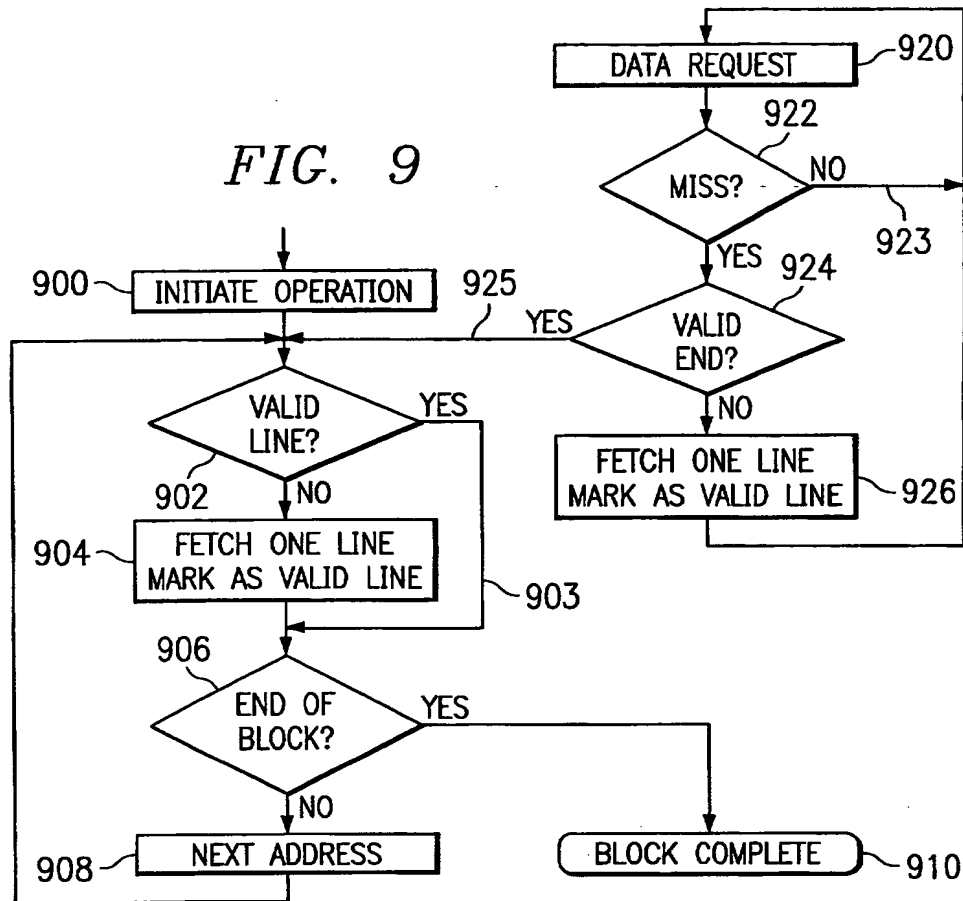 DATA REQUEST
920
922
FIG. 9
MISS?
NO
923
YES
900
INITIATE OPERATION
925
YES
924
VALID
END?
NO
VALID
LINE?
YES
902
NO
FETCH ONE LINE
MARK AS VALID LINE
926
904
FETCH ONE LINE
MARK AS VALID LINE
903
906
END OF
BLOCK?
YES
NO
908
NEXT ADDRESS
BLOCK COMPLETE
910